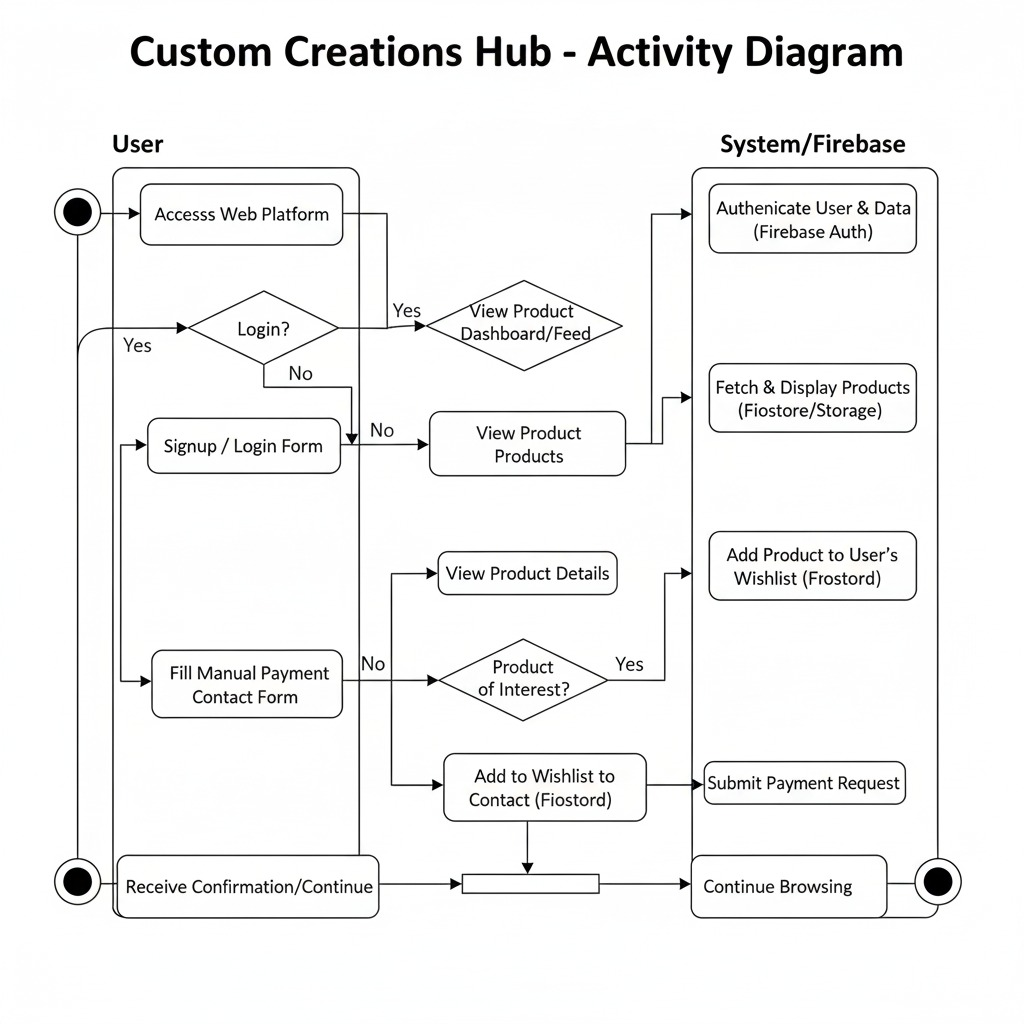 Custom Creations Hub - Activity Diagram
User
System/Firebase
Accesss Web Platform
Authenicate User & Data
(Firebase Auth)
Login?
Yes
Yes
View Product
Dashboard/Feed
No
Fetch & Display Products
(Fiostore/Storage)
Signup / Login Form
No
View Product
Products
View Product Details
Add Product to User's
Wishlist (Frostord)
Fill Manual Payment
Contact Form
No
Product
of Interest?
Yes
Add to Wishlist to
Contact (Fiostord)
Submit Payment Request
Receive Confirmation/Continue
Continue Browsing